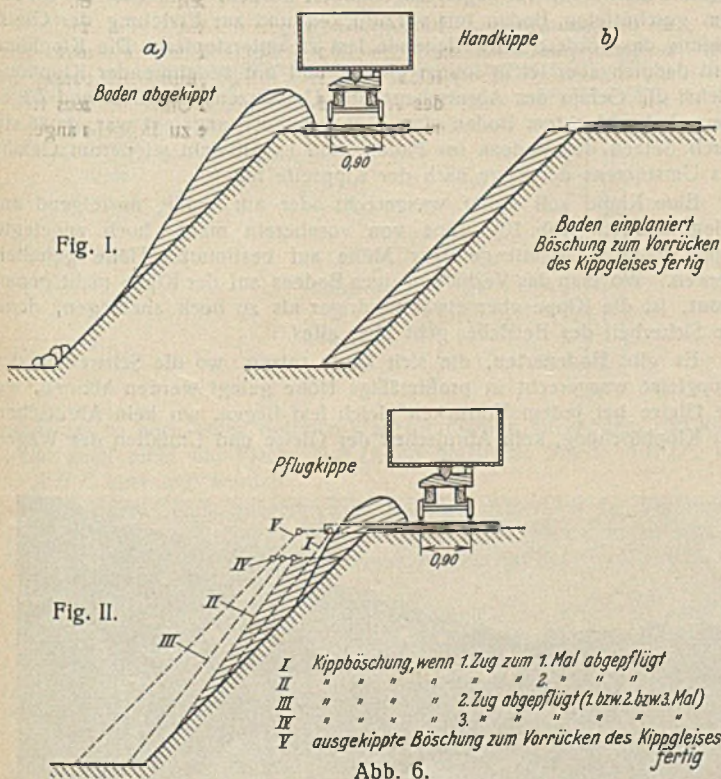 a)
Handkippe
b)
Boden abgekippt
0,90
Fig. I.
Boden einplaniert
Böschung zum Vorrücken
des Kippgleises fertig
Pflugkippe
V
I
IV
0,90
II
Fig. II.
III
I Kippböschung, wenn 1. Zug zum 1. Mal abgepflügt
II " " " " " " 2. " "
III " " " " 2. Zug abgepflügt (1. bzw. 2. bzw. 3. Mal)
IV " " " " 3. " " " " " "
V ausgekippte Böschung zum Vorrücken des Kippgleises
fertig
Abb. 6.